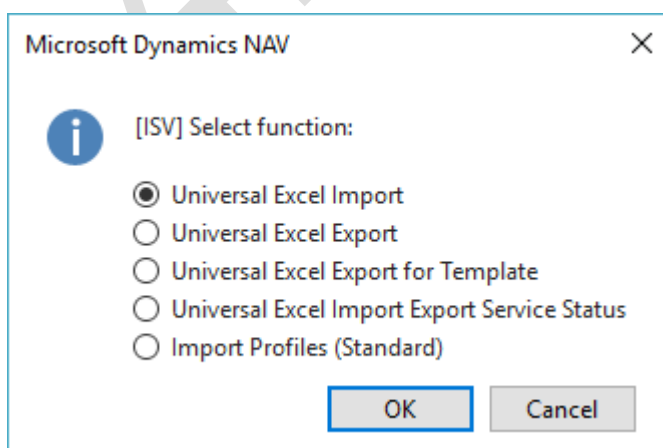 Microsoft Dynamics NAV
[ISV] Select function:
Universal Excel Import
Universal Excel Export
Universal Excel Export for Template
Universal Excel Import Export Service Status
Import Profiles (Standard)
OK Cancel